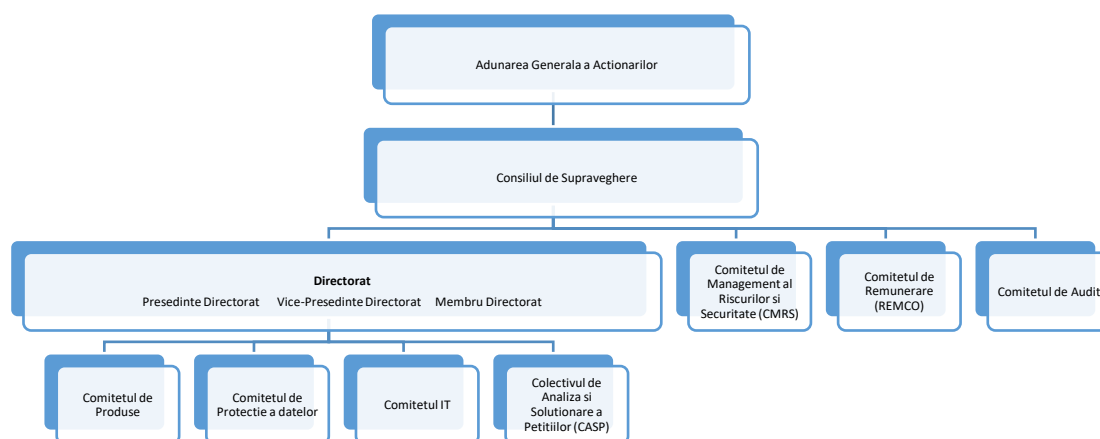 Adunarea Generala a Actionarilor
Consiliul de Supraveghere
Directorat
Presedinte Directorat Vice-Presedinte Directorat Membru Directorat
Comitetul de
Management al
Riscurilor si
Securitate (CMRS)
Comitetul de
Remunerare
(REMCO)
Comitetul de Audit
Comitetul de
Produse
Comitetul de
Protectie a datelor
Comitetul IT
Colectivul de
Analiza si
Solutionare a
Petitiilor (CASP)